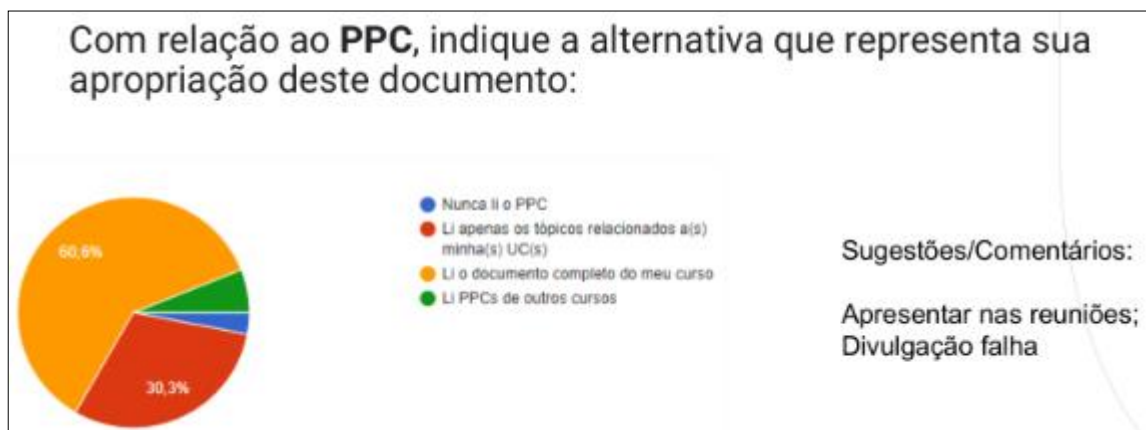 Com relação ao PPC, indique a alternativa que representa sua
apropriação deste documento:
60,6%
30,3%
Nunca li o PPC
Li apenas os tópicos relacionados a(s)
minha(s) UC(s)
Li o documento completo do meu curso
Li PPCs de outros cursos
Sugestões/Comentários:
Apresentar nas reuniões;
Divulgação falha